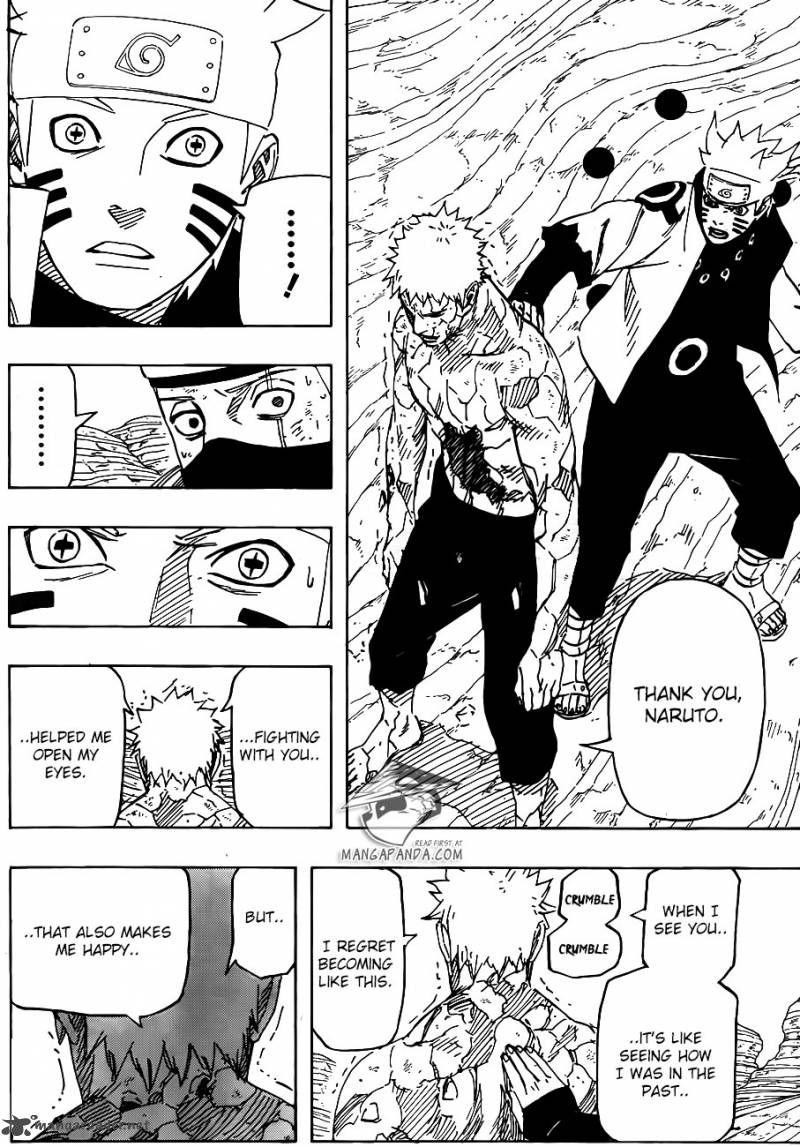 THANK YOU,
NARUTO.
.......!
.......
...FIGHTING
WITH YOU..
..HELPED ME
OPEN MY
EYES.
READ FIRST AT
MANGAPANDA.COM
WHEN I
SEE YOU..
..IT'S LIKE
SEEING HOW
I WAS IN THE
PAST..
CRUMBLE
CRUMBLE
I REGRET
BECOMING
LIKE THIS.
BUT..
..THAT ALSO MAKES
ME HAPPY..